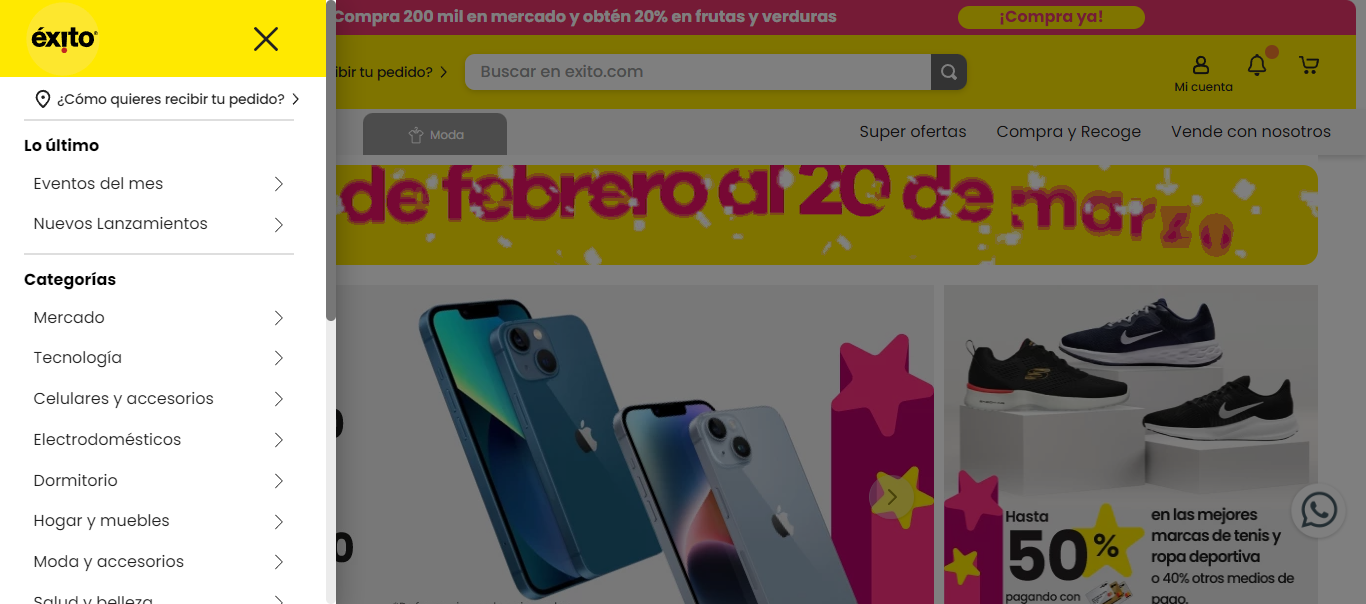 éxito
¿Cómo quieres recibir tu pedido?
Lo último
Eventos del mes
Nuevos Lanzamientos
Categorías
Mercado
Tecnología
Celulares y accesorios
Electrodomésticos
Dormitorio
Hogar y muebles
Moda y accesorios
Salud y belleza
Compra 200 mil en mercado y obtén 20% en frutas y verduras
¡Compra ya!
ibir tu pedido?
Buscar en exito.com
Mi cuenta
Moda
Super ofertas
Compra y Recoge
Vende con nosotros
de febrero al 20 de marzo
0
0
Hasta
50%
pagando con
en las mejores
marcas de tenis y
ropa deportiva
o 40% otros medios de
pago.